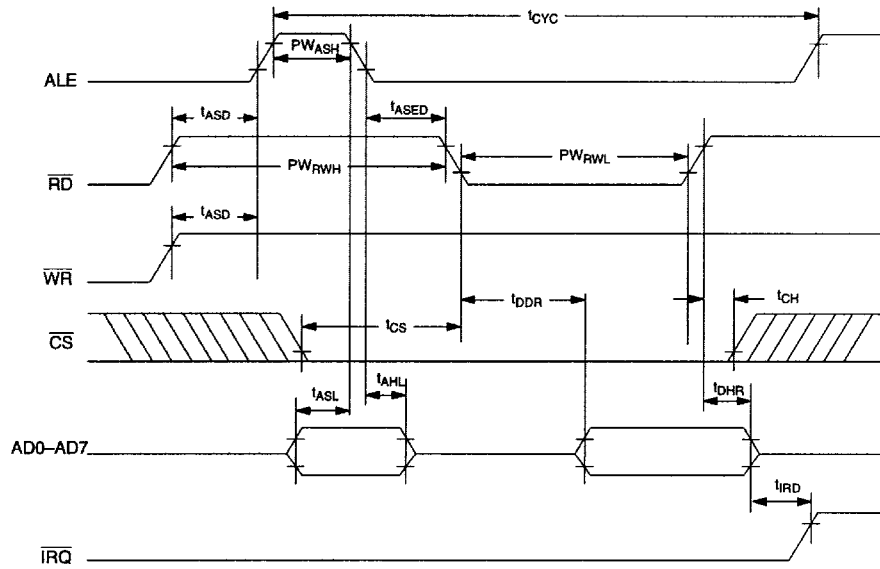 tCYC
PWASH
ALE
tASD
tASED
PWRWH
PWRWL
RD
tASD
WR
tDDR
tCH
tCS
CS
tASL
tAHL
tDHR
AD0–AD7
tIRD
IRQ